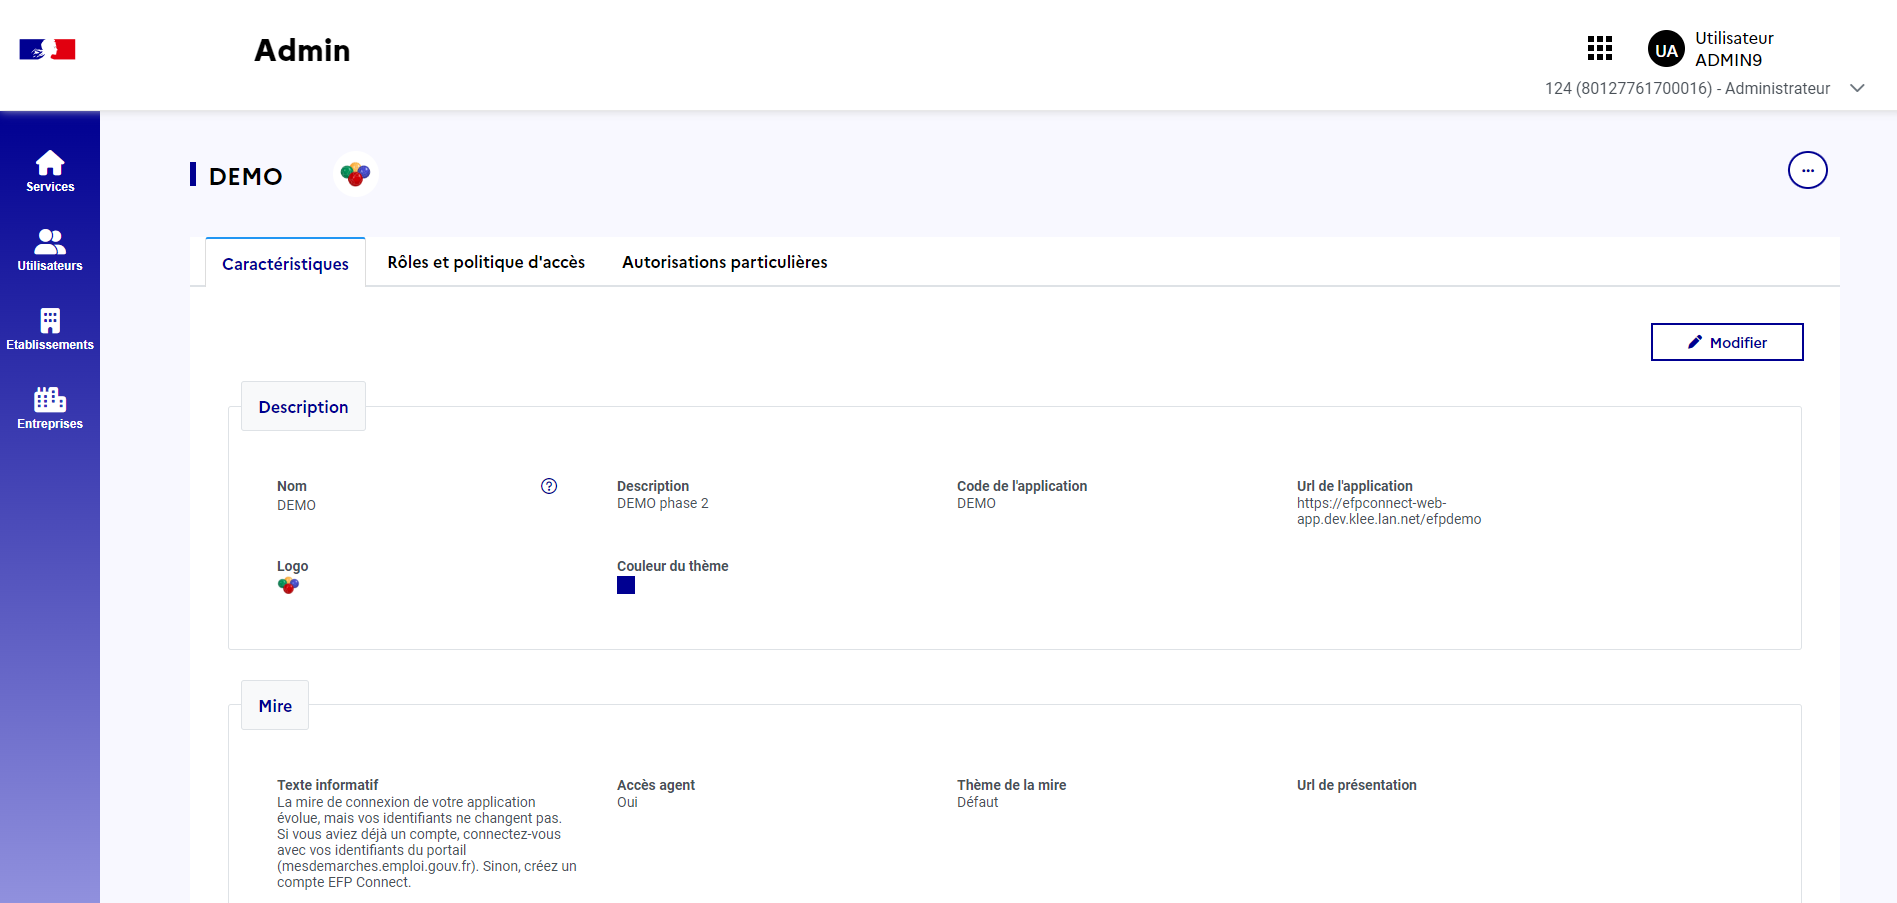 Admin
UA
Utilisateur
ADMIN9
124 (80127761700016) - Administrateur
Services
Utilisateurs
Etablissements
Entreprises
DEMO
Caractéristiques
Rôles et politique d'accès
Autorisations particulières
Modifier
Description
Nom
DEMO
Description
DEMO phase 2
Code de l'application
DEMO
Url de l'application
https://efpconnect-web-
app.dev.klee.lan.net/efpdemo
Logo
Couleur du thème
Mire
Texte informatif
La mire de connexion de votre application
évolue, mais vos identifiants ne changent pas.
Si vous aviez déjà un compte, connectez-vous
avec vos identifiants du portail
(mesdemarches.emploi.gouv.fr). Sinon, créez un
compte EFP Connect.
Accès agent
Oui
Thème de la mire
Défaut
Url de présentation